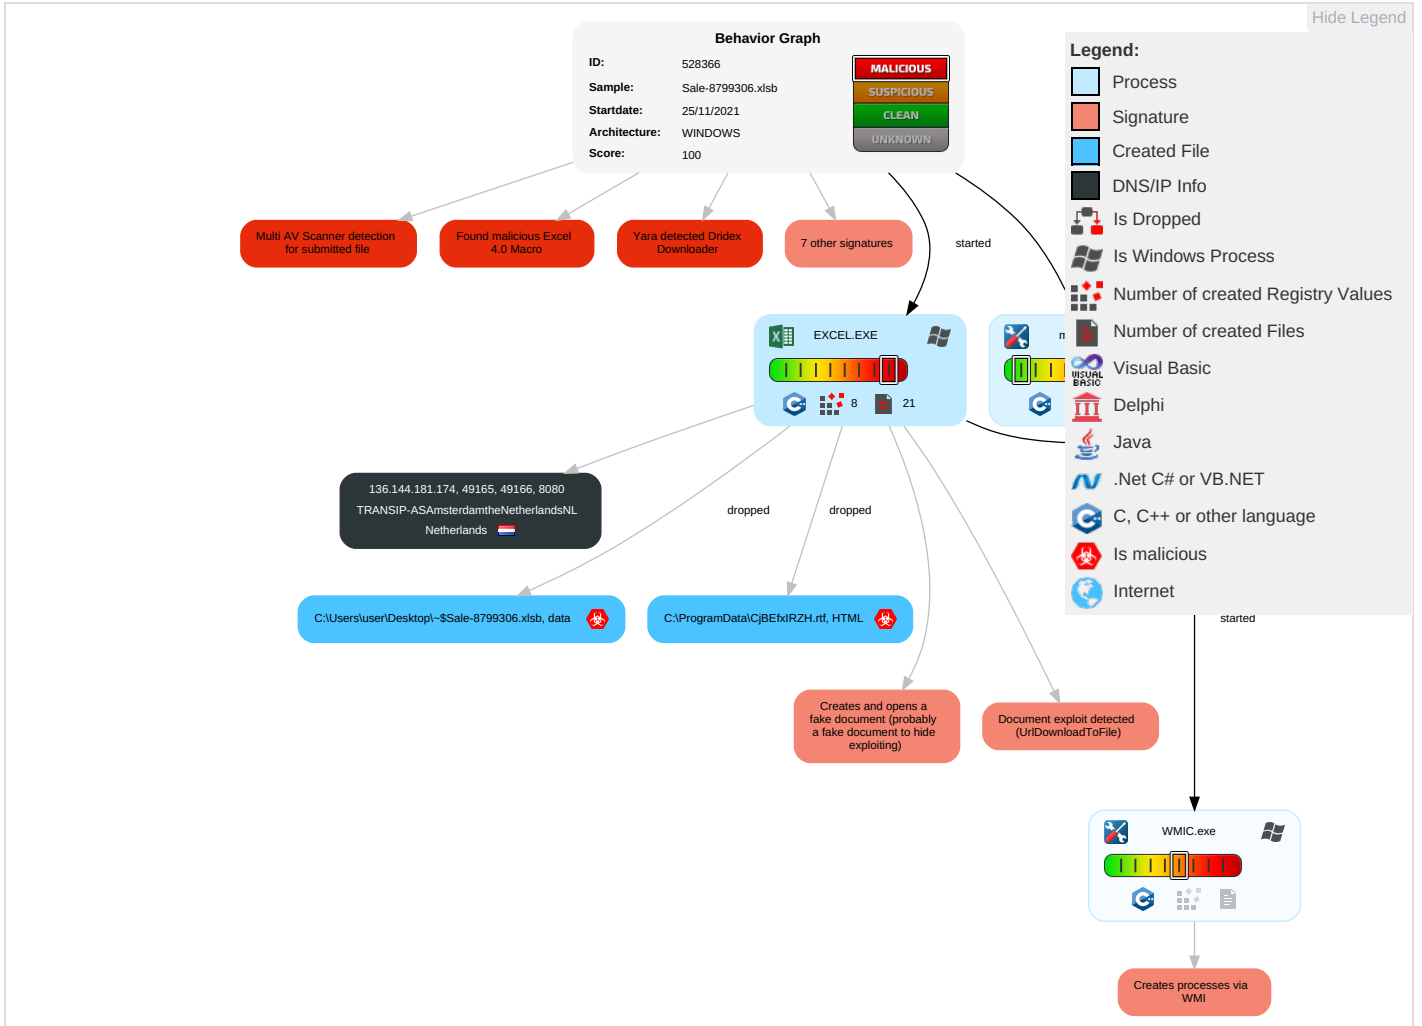 Hide Legend
Behavior Graph
ID: 528366
Sample: Sale-8799306.xlsb
Startdate: 25/11/2021
Architecture: WINDOWS
Score: 100
MALICIOUS
SUSPICIOUS
CLEAN
UNKNOWN
Legend:
Process
Signature
Created File
DNS/IP Info
Is Dropped
Is Windows Process
Number of created Registry Values
Number of created Files
VISUAL
BASIC
Visual Basic
Delphi
Java
.Net C# or VB.NET
C, C++ or other language
Is malicious
Internet
Multi AV Scanner detection
for submitted file
Found malicious Excel
4.0 Macro
Yara detected Dridex
Downloader
7 other signatures
started
EXCEL.EXE
8
21
136.144.181.174, 49165, 49166, 8080
TRANSIP-ASAmsterdamtheNetherlandsNL
Netherlands
dropped
dropped
C:\Users\user\Desktop\~$Sale-8799306.xlsb, data
C:\ProgramData\CjBEfxIRZH.rtf, HTML
started
Creates and opens a
fake document (probably
a fake document to hide
exploiting)
Document exploit detected
(UrlDownloadToFile)
WMIC.exe
Creates processes via
WMI